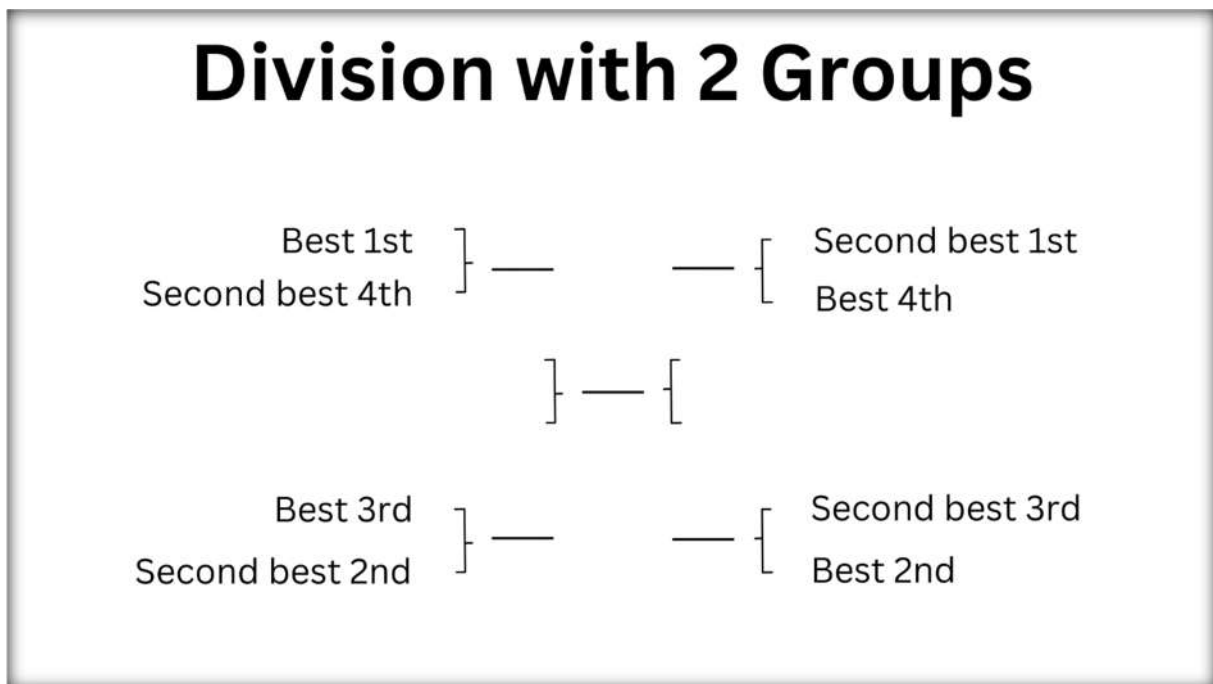 Division with 2 Groups
Best 1st
Second best 4th
Second best 1st
Best 4th
Best 3rd
Second best 2nd
Second best 3rd
Best 2nd